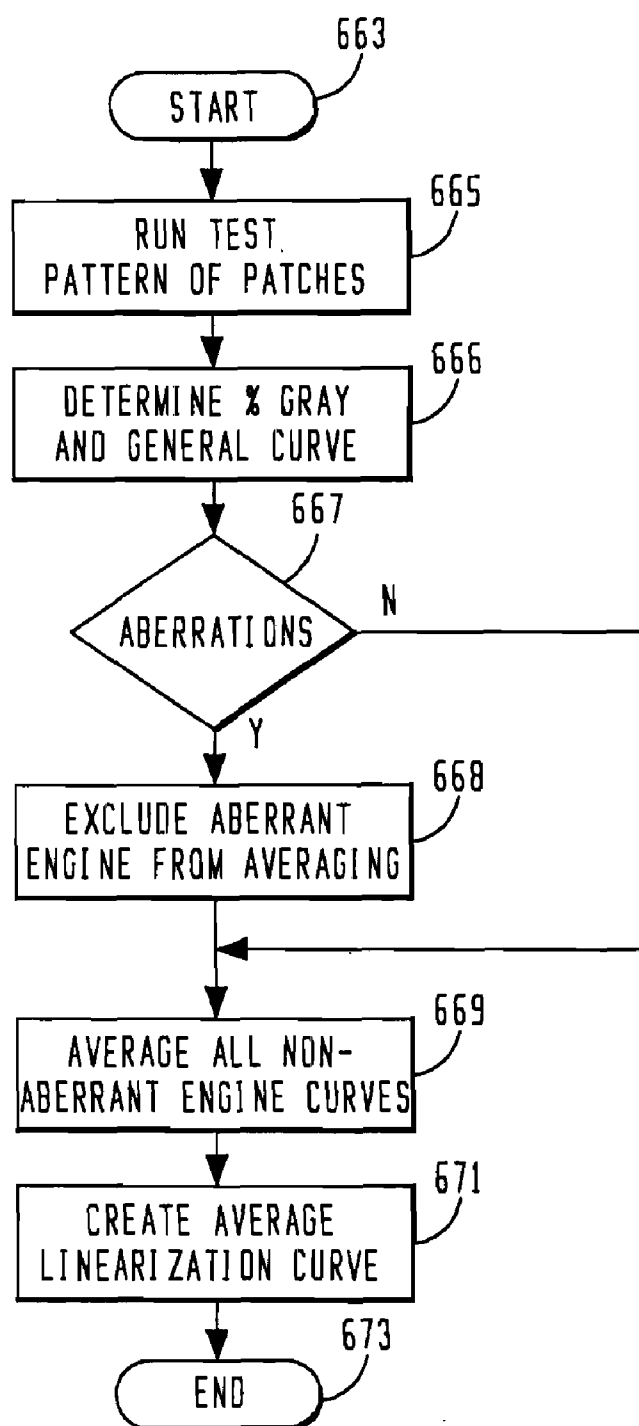 663
START
665
RUN TEST.
PATTERN OF PATCHES
666
DETERMINE % GRAY
AND GENERAL CURVE
667
ABERRATIONS
N
Y
668
EXCLUDE ABERRANT
ENGINE FROM AVERAGING
669
AVERAGE ALL NON-
ABERRANT ENGINE CURVES
671
CREATE AVERAGE
LINEARIZATION CURVE
673
END